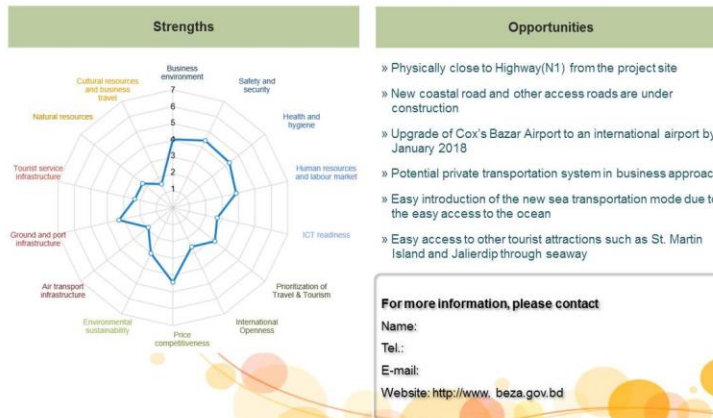 Strengths
Business
environment
Safety and
security
Health and
hygiene
Human resources
and labour market
ICT readiness
Prioritization of
Travel & Tourism
International
Openness
Price
competitiveness
Environmental
sustainability
Air transport
infrastructure
Ground and port
infrastructure
Tourist service
infrastructure
Natural resources
Cultural resources
and business
travel
7
6
5
4
3
2
1
Opportunities
» Physically close to Highway(N1) from the project site
» New coastal road and other access roads are under
construction
» Upgrade of Cox's Bazar Airport to an international airport by
January 2018
» Potential private transportation system in business approac
» Easy introduction of the new sea transportation mode due to
the easy access to the ocean
» Easy access to other tourist attractions such as St. Martin
Island and Jalierdip through seaway
For more information, please contact
Name:
Tel.:
E-mail:
Website: http://www. beza.gov.bd